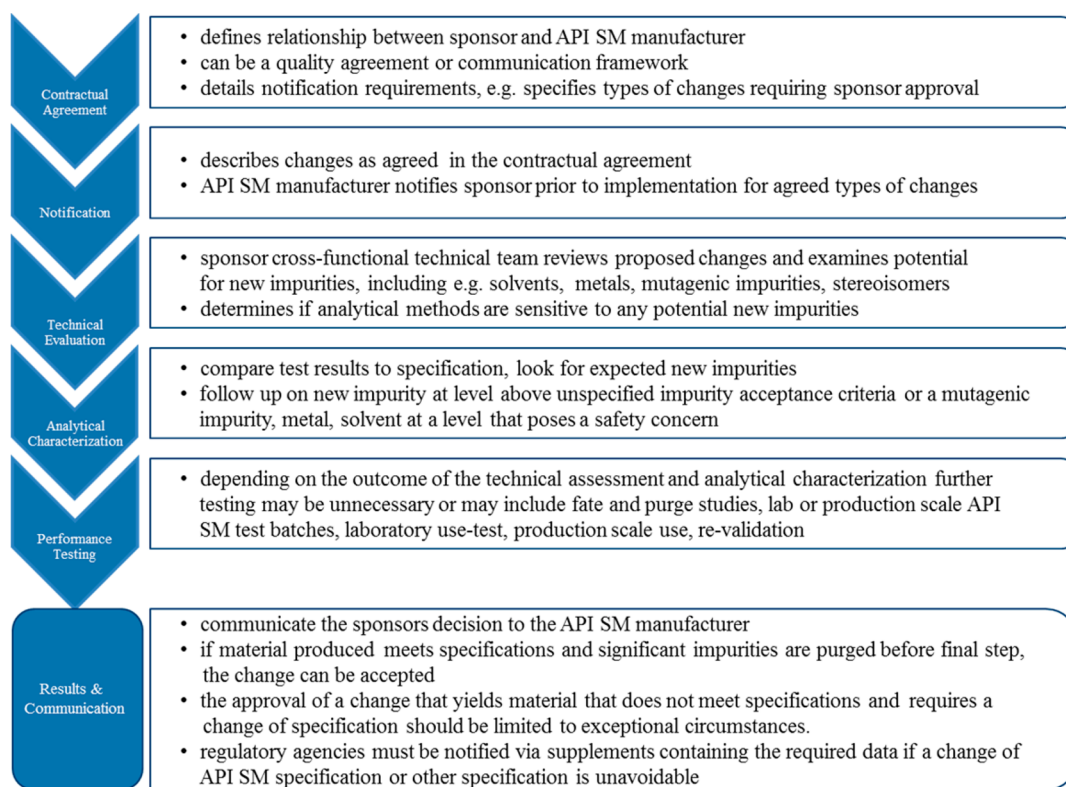 Contractual
Agreement
• defines relationship between sponsor and API SM manufacturer
• can be a quality agreement or communication framework
• details notification requirements, e.g. specifies types of changes requiring sponsor approval
Notification
• describes changes as agreed in the contractual agreement
• API SM manufacturer notifies sponsor prior to implementation for agreed types of changes
Technical
Evaluation
• sponsor cross-functional technical team reviews proposed changes and examines potential
for new impurities, including e.g. solvents, metals, mutagenic impurities, stereoisomers
• determines if analytical methods are sensitive to any potential new impurities
Analytical
Characterization
• compare test results to specification, look for expected new impurities
• follow up on new impurity at level above unspecified impurity acceptance criteria or a mutagenic
impurity, metal, solvent at a level that poses a safety concern
Performance
Testing
• depending on the outcome of the technical assessment and analytical characterization further
testing may be unnecessary or may include fate and purge studies, lab or production scale API
SM test batches, laboratory use-test, production scale use, re-validation
Results &
Communication
• communicate the sponsors decision to the API SM manufacturer
• if material produced meets specifications and significant impurities are purged before final step,
the change can be accepted
• the approval of a change that yields material that does not meet specifications and requires a
change of specification should be limited to exceptional circumstances.
• regulatory agencies must be notified via supplements containing the required data if a change of
API SM specification or other specification is unavoidable